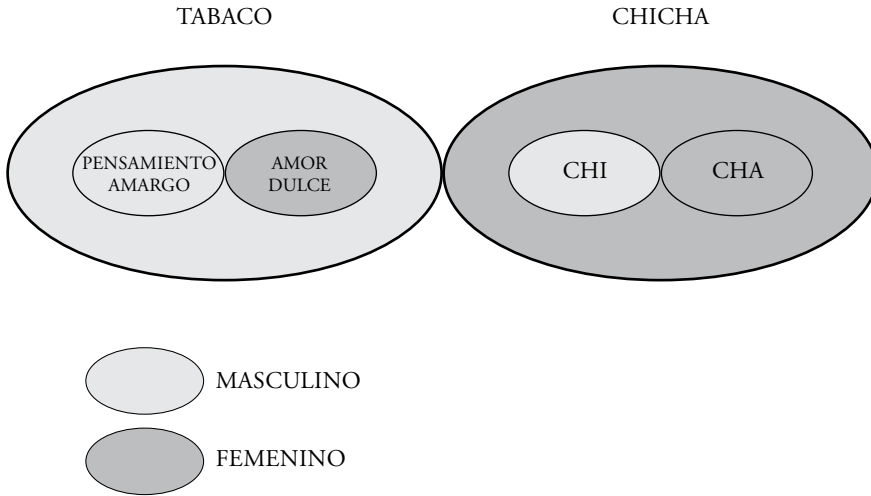 TABACO
CHICHA
PENSAMIENTO
AMARGO
AMOR
DULCE
CHI
CHA
MASCULINO
FEMENINO